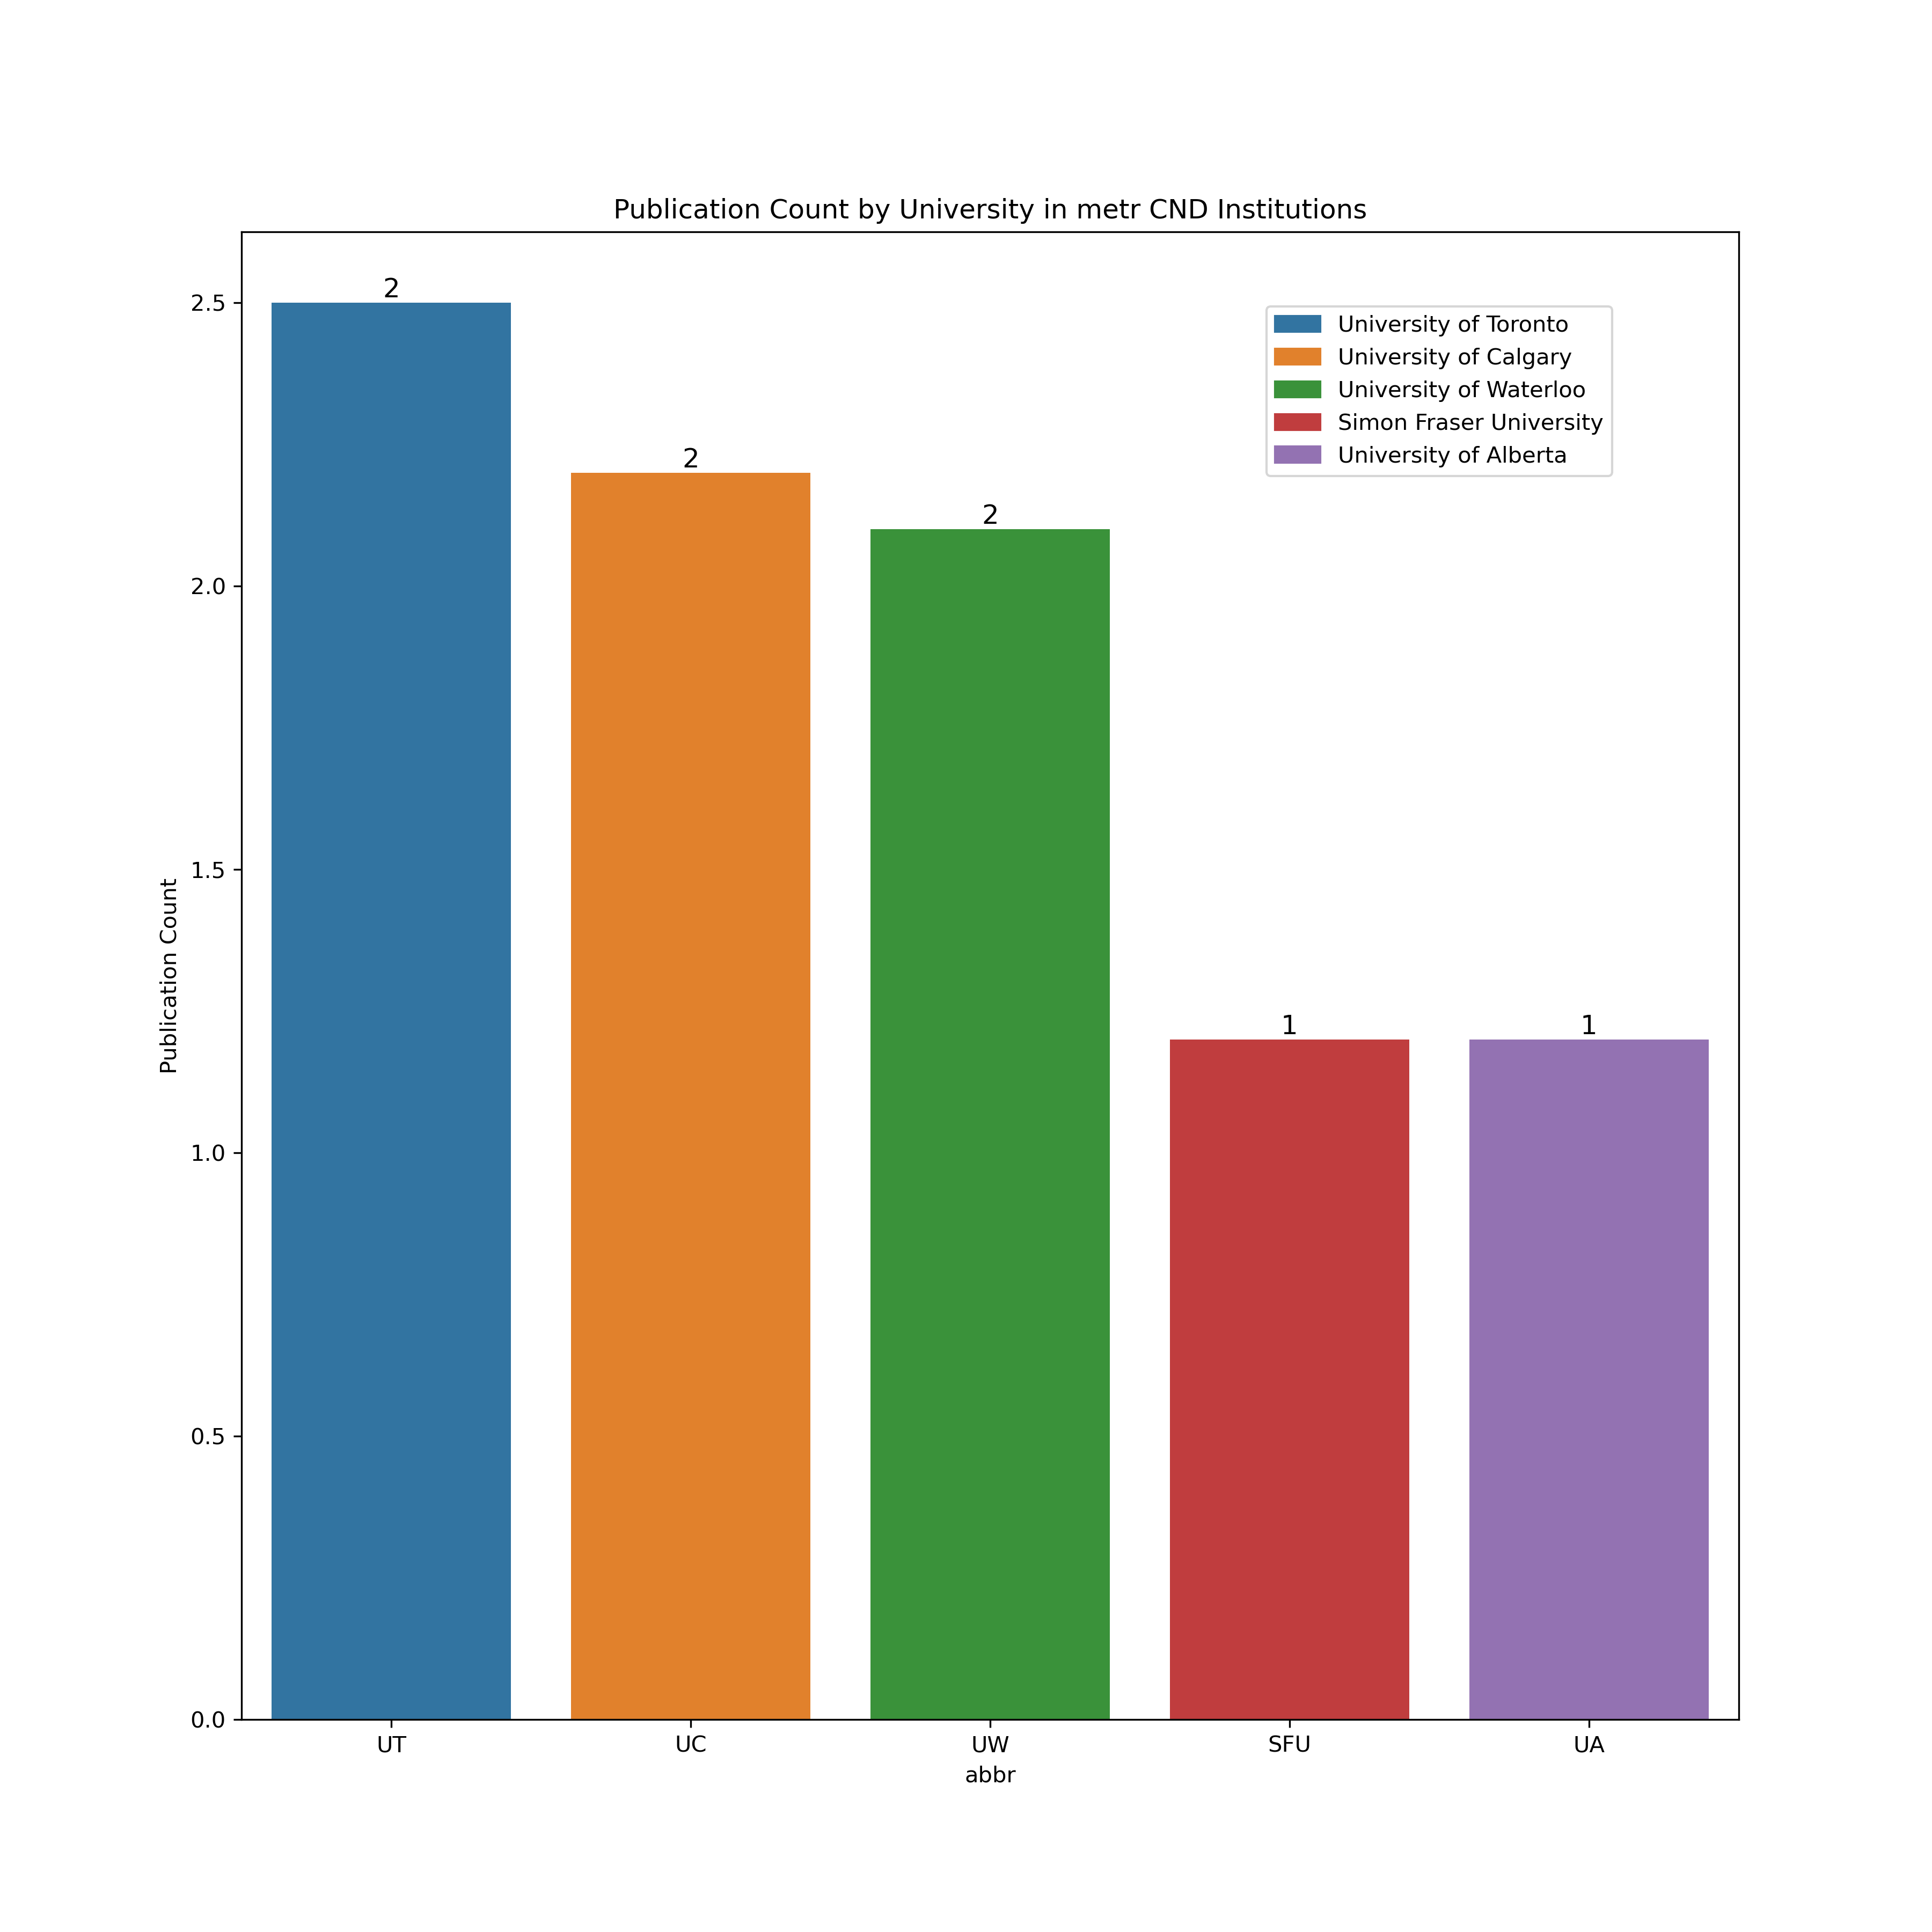 Publication Count by University in metr CND Institutions
2
2
2
1
1
University of Toronto
University of Calgary
University of Waterloo
Simon Fraser University
University of Alberta
2.5
2.0
1.5
1.0
0.5
0.0
Publication Count
UT UC UW SFU UA
abbr